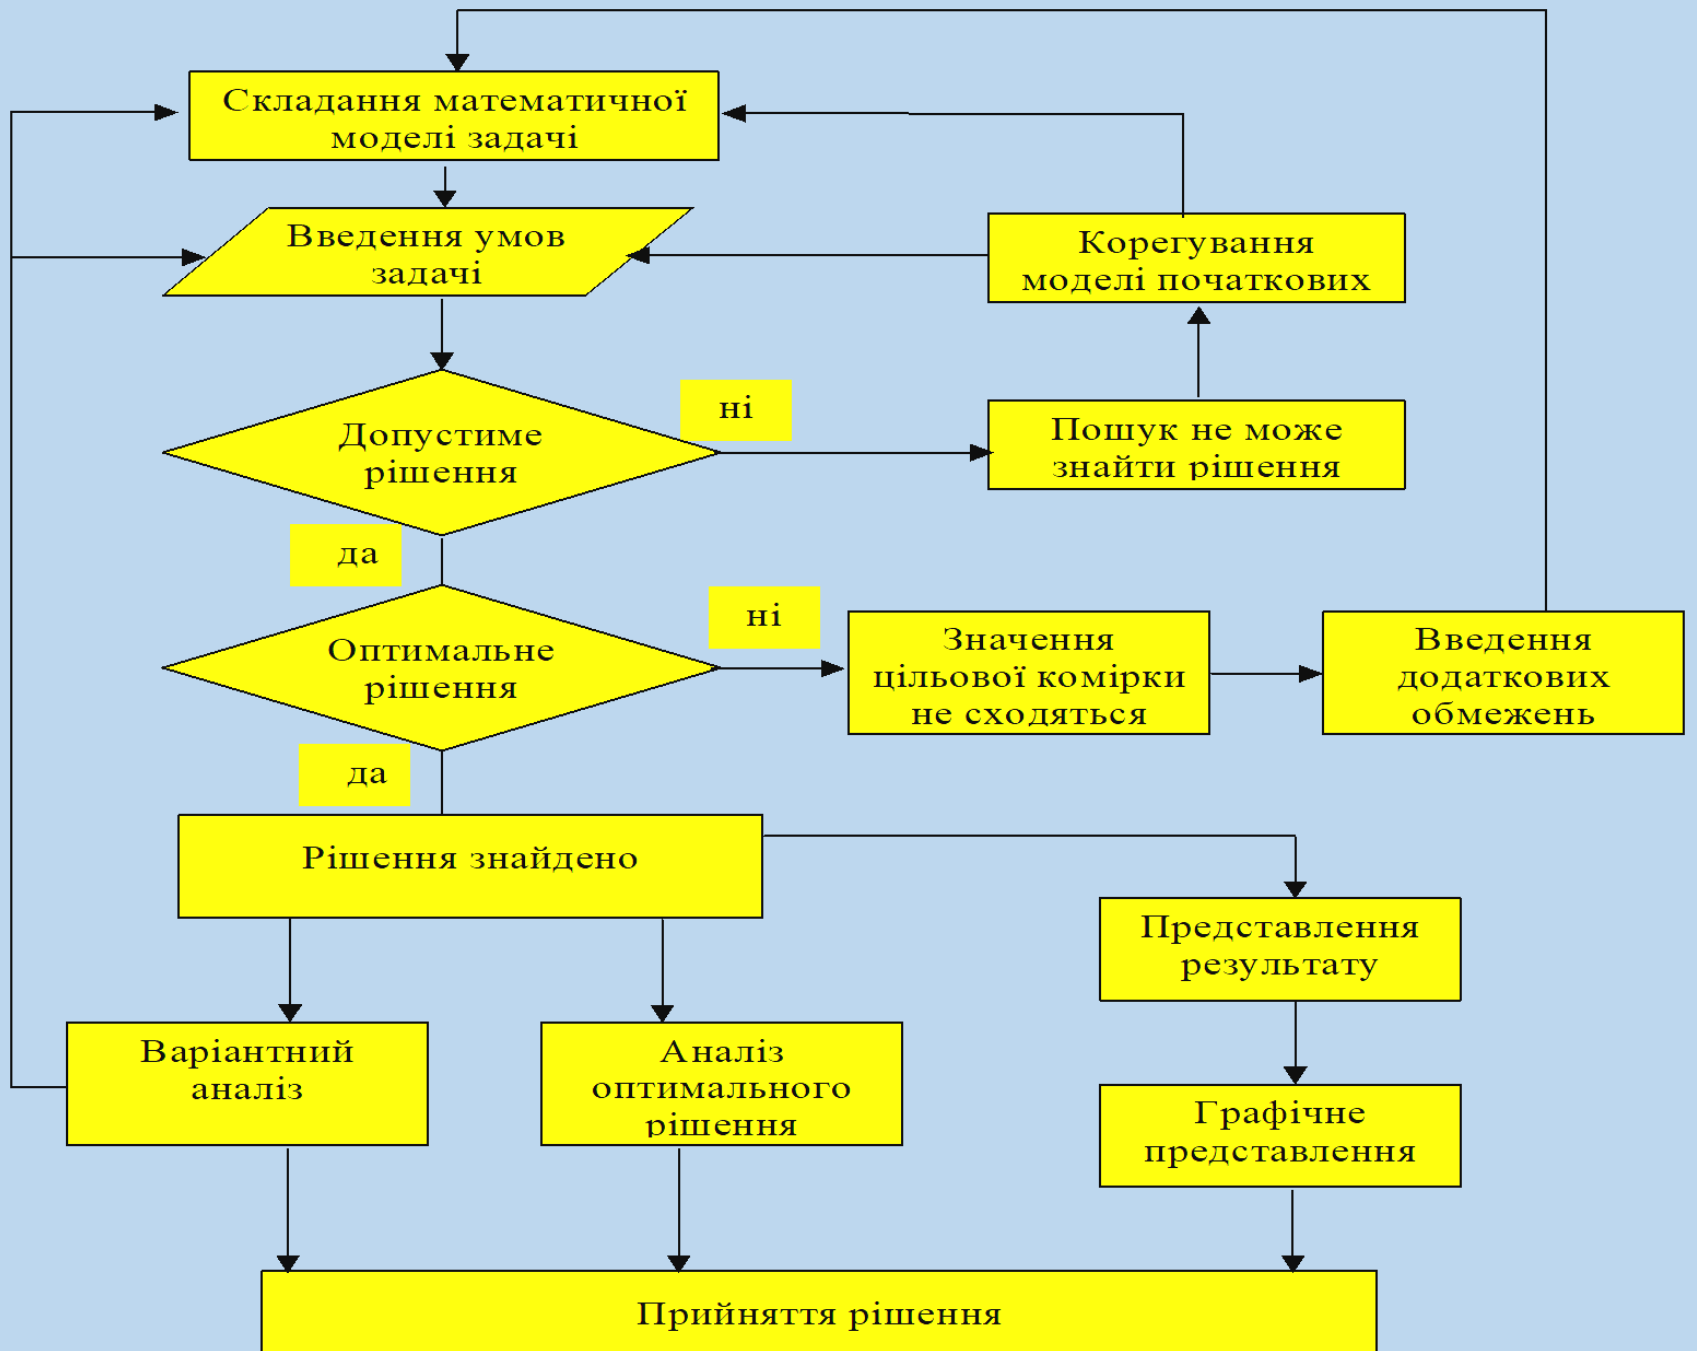 Складання математичної
моделі задачі
Введення умов
задачі
Корегування
моделі початкових
Допустиме
рішення
ні
Пошук не може
знайти рішення
да
Оптимальне
рішення
ні
Значення
цільової комірки
не сходяться
Введення
додаткових
обмежень
да
Рішення знайдено
Представлення
результату
Варіантний
аналіз
Аналіз
оптимального
рішення
Графічне
представлення
Прийняття рішення